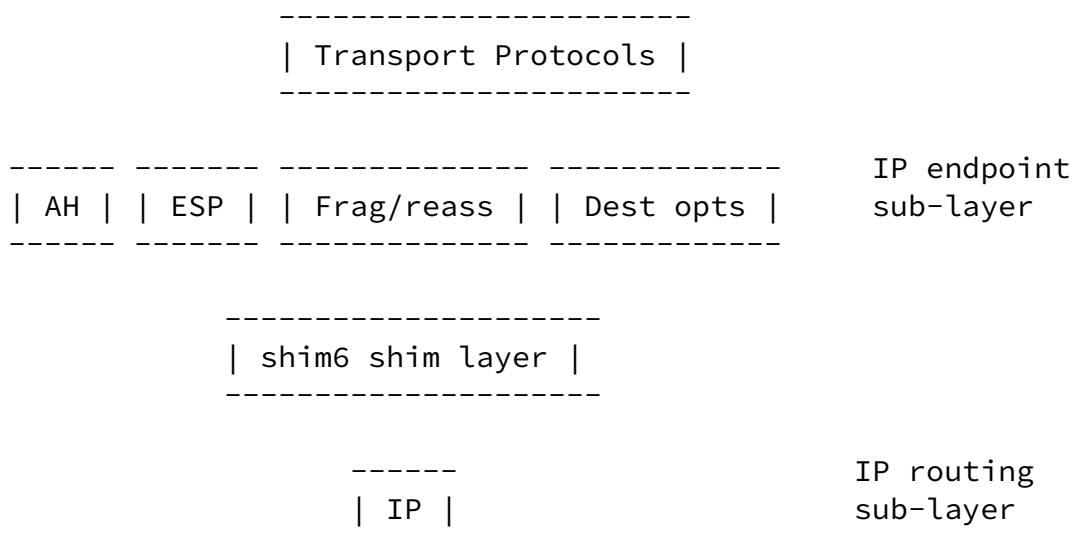 -----------------------
| Transport Protocols |
-----------------------
------ ------- -------------- ------------- IP endpoint
| AH | | ESP | | Frag/reass | | Dest opts | sub-layer
------ ------- -------------- -------------
---------------------
| shim6 shim layer |
---------------------
------ IP routing
| IP | sub-layer